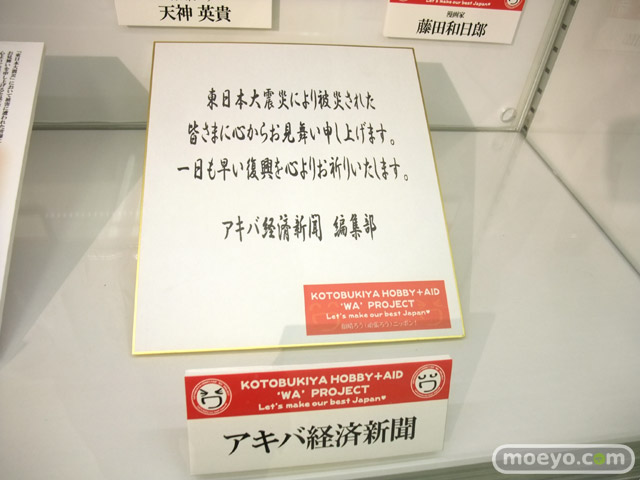 天神 英貴
漫画家
藤田和日郎
東日本大震災により被災された
皆さまに心からお見舞い申し上げます。
一日も早い復興を心よりお祈りいたします。
アキバ経済新聞 編集部
KOTOBUKIYA HOBBY+AID
'WA' PROJECT
Let's make our best Japan♥
KOTOBUKIYA HOBBY+AID
'WA' PROJECT
Let's make our best Japan♥
アキバ経済新聞
moeyo.com